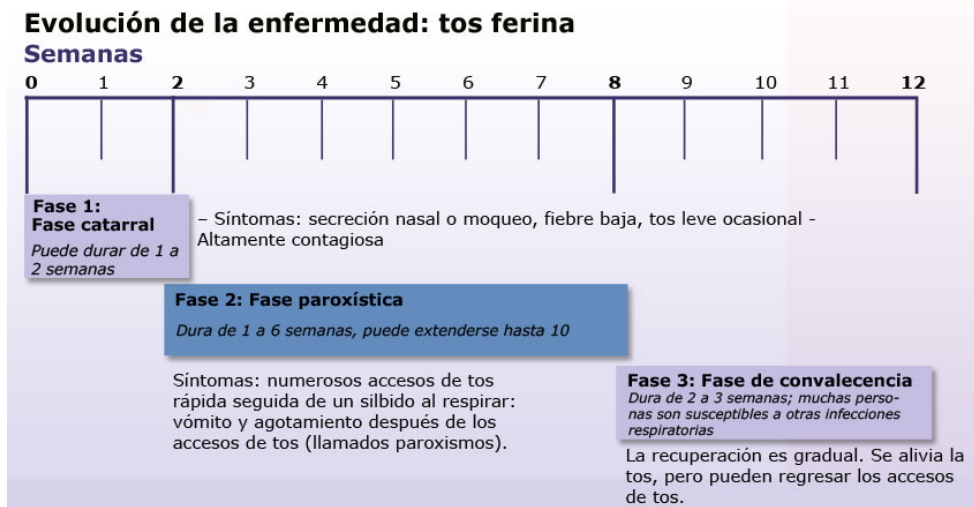 Evolución de la enfermedad: tos ferina
Semanas
0 1 2 3 4 5 6 7 8 9 10 11 12
Fase 1:
Fase catarral
Puede durar de 1 a
2 semanas
– Síntomas: secreción nasal o moqueo, fiebre baja, tos leve ocasional -
Altamente contagiosa
Fase 2: Fase paroxística
Dura de 1 a 6 semanas, puede extenderse hasta 10
Síntomas: numerosos accesos de tos
rápida seguida de un silbido al respirar:
vómito y agotamiento después de los
accesos de tos (llamados paroxismos).
Fase 3: Fase de convalecencia
Dura de 2 a 3 semanas; muchas perso-
nas son susceptibles a otras infecciones
respiratorias
La recuperación es gradual. Se alivia la
tos, pero pueden regresar los accesos
de tos.